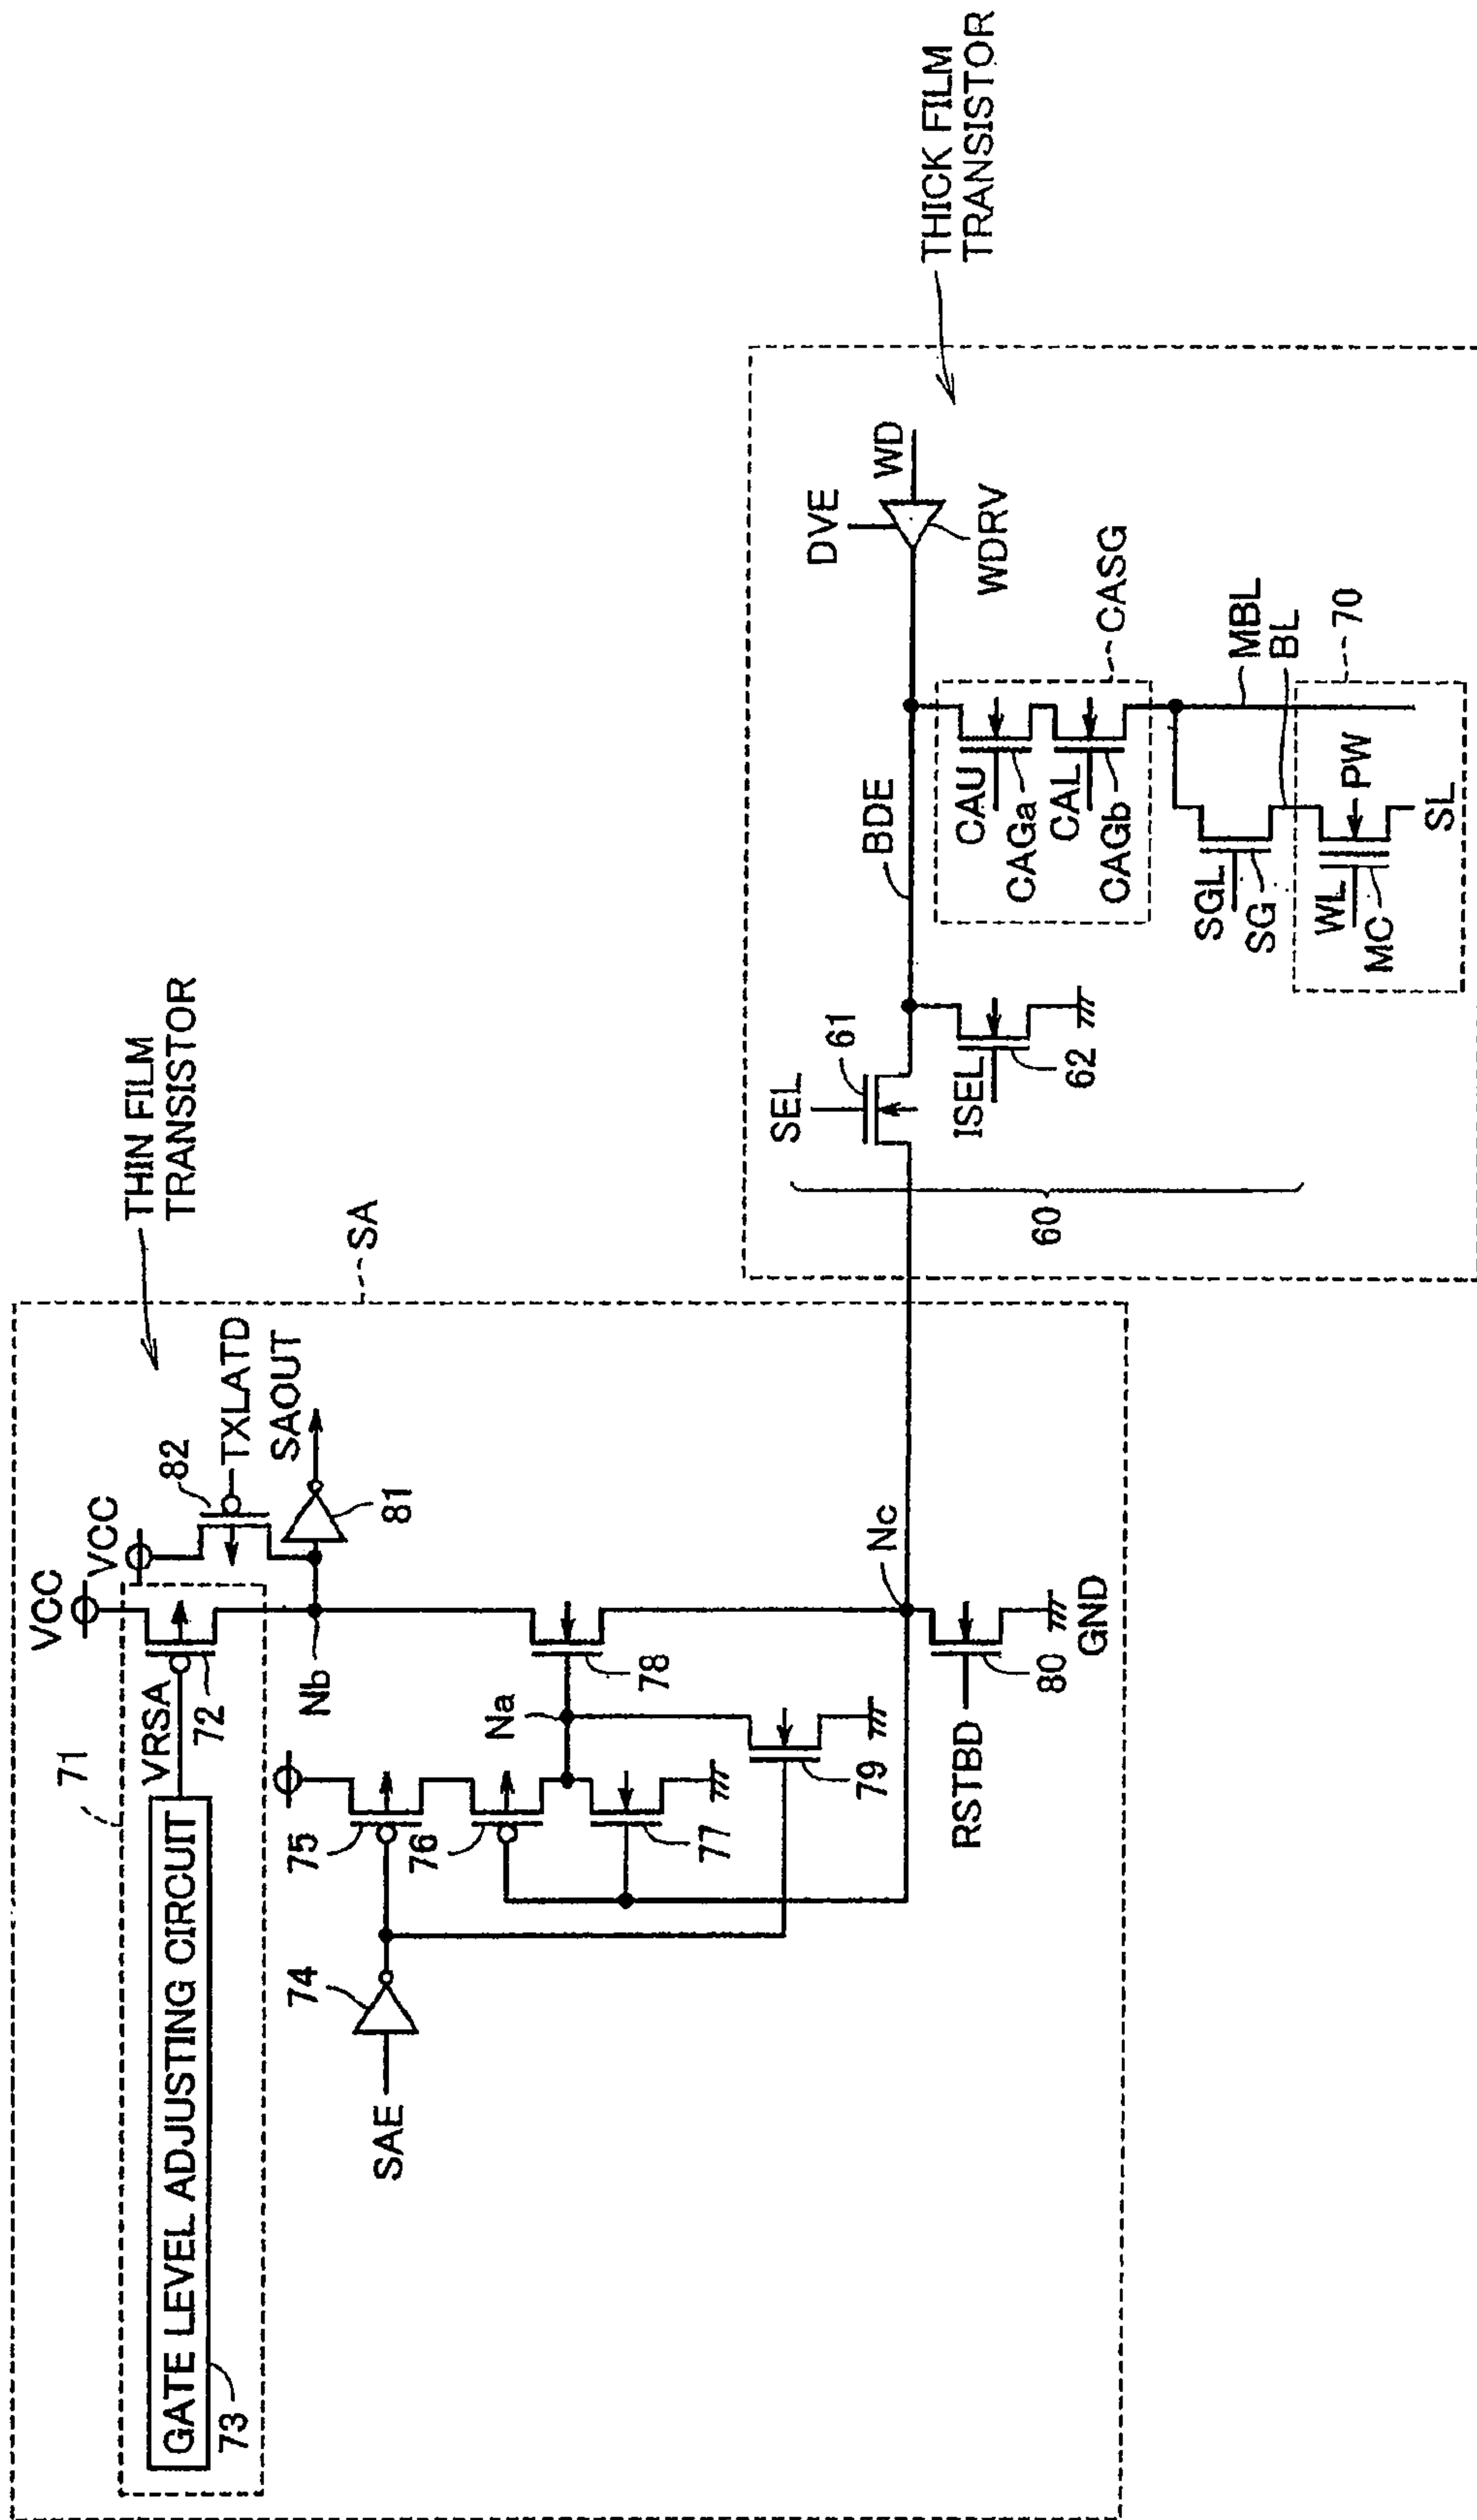 THIN FILM
TRANSISTOR
SA
VCC
VCC
82
TXLATD
SAOUT
81
71
VRSA
72
GATE LEVEL ADJUSTING CIRCUIT
73
Nb
75
76
Na
78
77
79
74
SAE
Nc
RSTBD
80
GND
THICK FILM
TRANSISTOR
SEL
61
60
ISEL
62
BDE
DVE
WD
WDRV
CAU
CAGa
CAL
CAGb
CASG
SGL
SG
MBL
BL
70
WL
MC
PW
SL